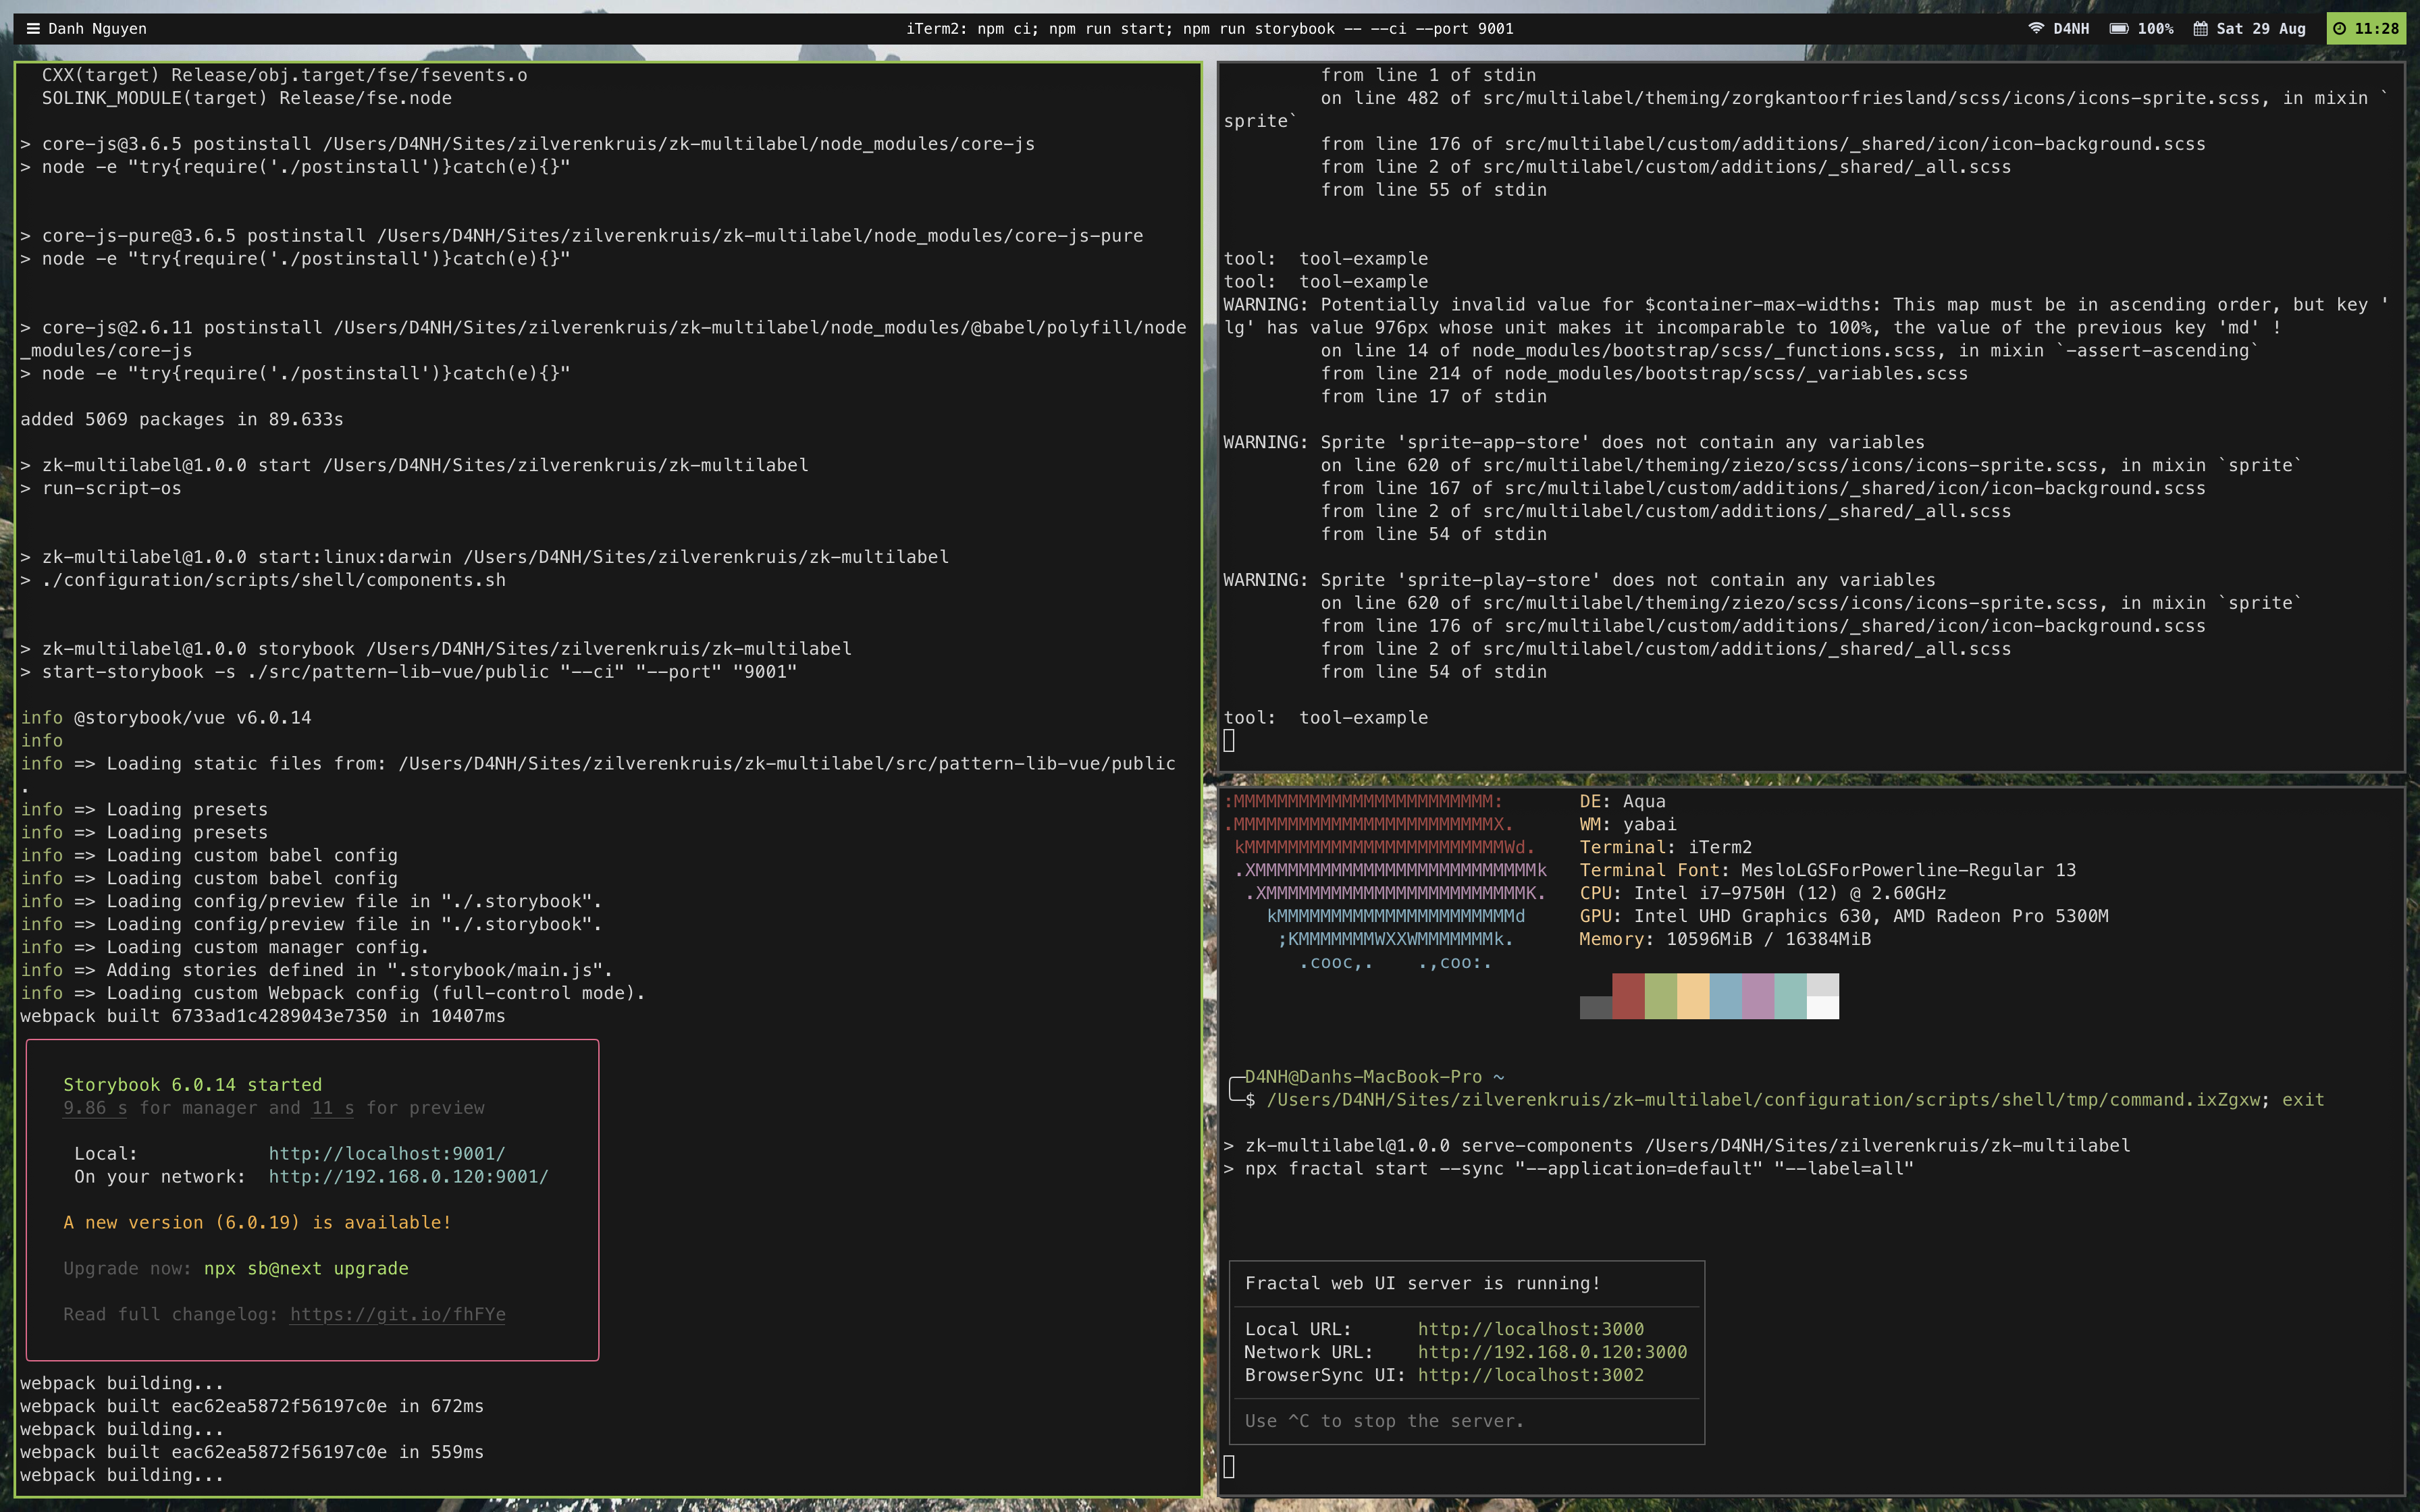 Danh Nguyen
iTerm2: npm ci; npm run start; npm run storybook -- --ci --port 9001
D4NH 100% Sat 29 Aug 11:28
CXX(target) Release/obj.target/fse/fsevents.o
SOLINK_MODULE(target) Release/fse.node
> core-js@3.6.5 postinstall /Users/D4NH/Sites/zilverenkruis/zk-multilabel/node_modules/core-js
> node -e "try{require('./postinstall')}catch(e){}"
> core-js-pure@3.6.5 postinstall /Users/D4NH/Sites/zilverenkruis/zk-multilabel/node_modules/core-js-pure
> node -e "try{require('./postinstall')}catch(e){}"
> core-js@2.6.11 postinstall /Users/D4NH/Sites/zilverenkruis/zk-multilabel/node_modules/@babel/polyfill/node
_modules/core-js
> node -e "try{require('./postinstall')}catch(e){}"
added 5069 packages in 89.633s
> zk-multilabel@1.0.0 start /Users/D4NH/Sites/zilverenkruis/zk-multilabel
> run-script-os
> zk-multilabel@1.0.0 start:linux:darwin /Users/D4NH/Sites/zilverenkruis/zk-multilabel
> ./configuration/scripts/shell/components.sh
> zk-multilabel@1.0.0 storybook /Users/D4NH/Sites/zilverenkruis/zk-multilabel
> start-storybook -s ./src/pattern-lib-vue/public "--ci" "--port" "9001"
info @storybook/vue v6.0.14
info
info => Loading static files from: /Users/D4NH/Sites/zilverenkruis/zk-multilabel/src/pattern-lib-vue/public
.
info => Loading presets
info => Loading presets
info => Loading custom babel config
info => Loading custom babel config
info => Loading config/preview file in "./.storybook".
info => Loading config/preview file in "./.storybook".
info => Loading custom manager config.
info => Adding stories defined in ".storybook/main.js".
info => Loading custom Webpack config (full-control mode).
webpack built 6733ad1c4289043e7350 in 10407ms
Storybook 6.0.14 started
9.86 s for manager and 11 s for preview
Local: http://localhost:9001/
On your network: http://192.168.0.120:9001/
A new version (6.0.19) is available!
Upgrade now: npx sb@next upgrade
Read full changelog: https://git.io/fhFYe
webpack building...
webpack built eac62ea5872f56197c0e in 672ms
webpack building...
webpack built eac62ea5872f56197c0e in 559ms
webpack building...
from line 1 of stdin
on line 482 of src/multilabel/theming/zorgkantoorfriesland/scss/icons/icons-sprite.scss, in mixin `
sprite`
from line 176 of src/multilabel/custom/additions/_shared/icon/icon-background.scss
from line 2 of src/multilabel/custom/additions/_shared/_all.scss
from line 55 of stdin
tool: tool-example
tool: tool-example
WARNING: Potentially invalid value for $container-max-widths: This map must be in ascending order, but key '
lg' has value 976px whose unit makes it incomparable to 100%, the value of the previous key 'md' !
on line 14 of node_modules/bootstrap/scss/_functions.scss, in mixin `-assert-ascending`
from line 214 of node_modules/bootstrap/scss/_variables.scss
from line 17 of stdin
WARNING: Sprite 'sprite-app-store' does not contain any variables
on line 620 of src/multilabel/theming/ziezo/scss/icons/icons-sprite.scss, in mixin `sprite`
from line 167 of src/multilabel/custom/additions/_shared/icon/icon-background.scss
from line 2 of src/multilabel/custom/additions/_shared/_all.scss
from line 54 of stdin
WARNING: Sprite 'sprite-play-store' does not contain any variables
on line 620 of src/multilabel/theming/ziezo/scss/icons/icons-sprite.scss, in mixin `sprite`
from line 176 of src/multilabel/custom/additions/_shared/icon/icon-background.scss
from line 2 of src/multilabel/custom/additions/_shared/_all.scss
from line 54 of stdin
tool: tool-example
:MMMMMMMMMMMMMMMMMMMMMMMM: DE: Aqua
.MMMMMMMMMMMMMMMMMMMMMMMMX. WM: yabai
kMMMMMMMMMMMMMMMMMMMMMMMMWd. Terminal: iTerm2
.XMMMMMMMMMMMMMMMMMMMMMMMMMMk Terminal Font: MesloLGSForPowerline-Regular 13
.XMMMMMMMMMMMMMMMMMMMMMMMMK. CPU: Intel i7-9750H (12) @ 2.60GHz
kMMMMMMMMMMMMMMMMMMMMMMd GPU: Intel UHD Graphics 630, AMD Radeon Pro 5300M
;KMMMMMMMWXXWMMMMMMMk. Memory: 10596MiB / 16384MiB
.cooc,. .,coo:.
D4NH@Danhs-MacBook-Pro ~
$ /Users/D4NH/Sites/zilverenkruis/zk-multilabel/configuration/scripts/shell/tmp/command.ixZgxw; exit
> zk-multilabel@1.0.0 serve-components /Users/D4NH/Sites/zilverenkruis/zk-multilabel
> npx fractal start --sync "--application=default" "--label=all"
Fractal web UI server is running!
Local URL: http://localhost:3000
Network URL: http://192.168.0.120:3000
BrowserSync UI: http://localhost:3002
Use ^C to stop the server.